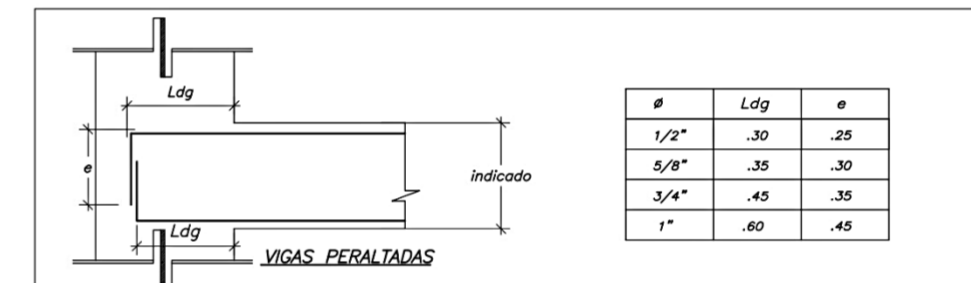 Ldg
e
indicado
Ldg
VIGAS PERALTADAS
ø Ldg e
1/2" .30 .25
5/8" .35 .30
3/4" .45 .35
1" .60 .45